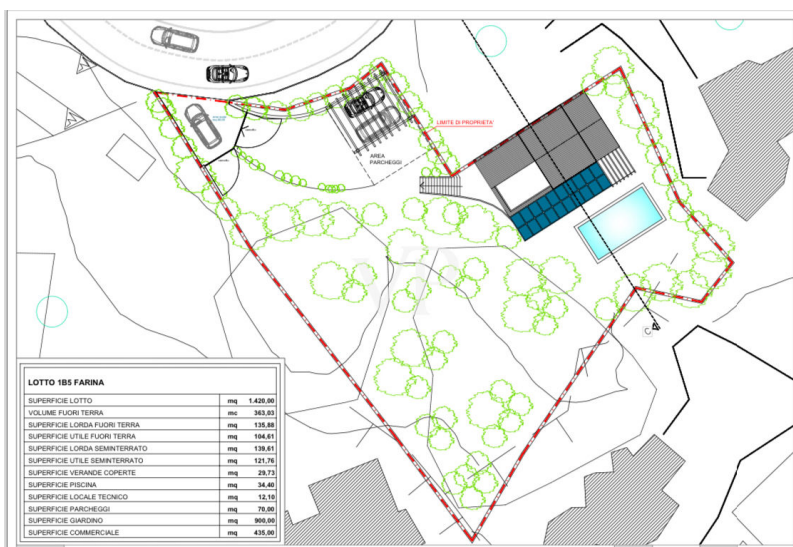 LIMITE DI PROPRIETA'
AREA
PARCHEGGI
C
LOTTO 1B5 FARINA
SUPERFICIE LOTTO mq 1.420,00
VOLUME FUORI TERRA mc 363,03
SUPERFICIE LORDA FUORI TERRA mq 135,88
SUPERFICIE UTILE FUORI TERRA mq 104,61
SUPERFICIE LORDA SEMINTERRATO mq 139,61
SUPERFICIE UTILE SEMINTERRATO mq 121,76
SUPERFICIE VERANDE COPERTE mq 29,73
SUPERFICIE PISCINA mq 34,40
SUPERFICIE LOCALE TECNICO mq 12,10
SUPERFICIE PARCHEGGI mq 70,00
SUPERFICIE GIARDINO mq 900,00
SUPERFICIE COMMERCIALE mq 435,00